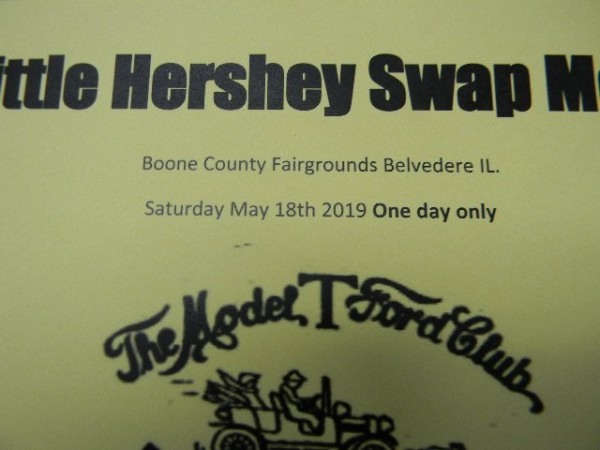 ittle Hershey Swap Me
Boone County Fairgrounds Belvedere IL.
Saturday May 18th 2019 One day only
The Model T Ford Club